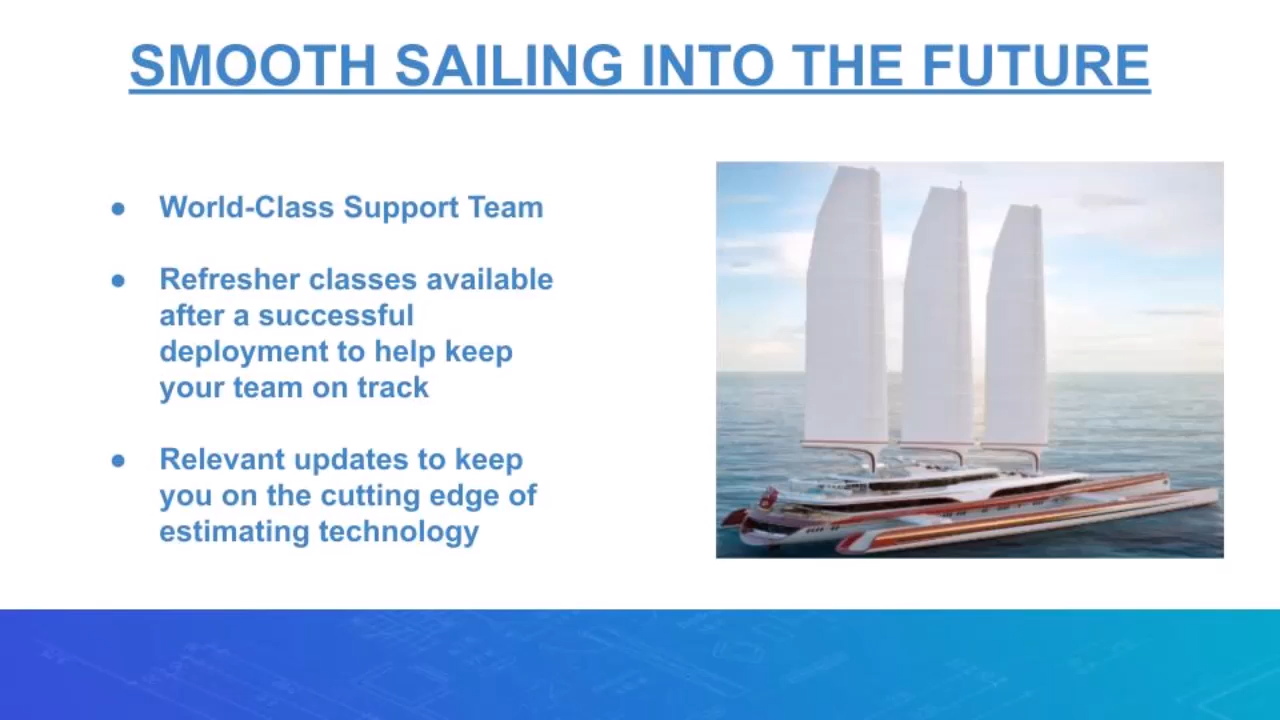 SMOOTH SAILING INTO THE FUTURE
● World-Class Support Team
● Refresher classes available
after a successful
deployment to help keep
your team on track
● Relevant updates to keep
you on the cutting edge of
estimating technology